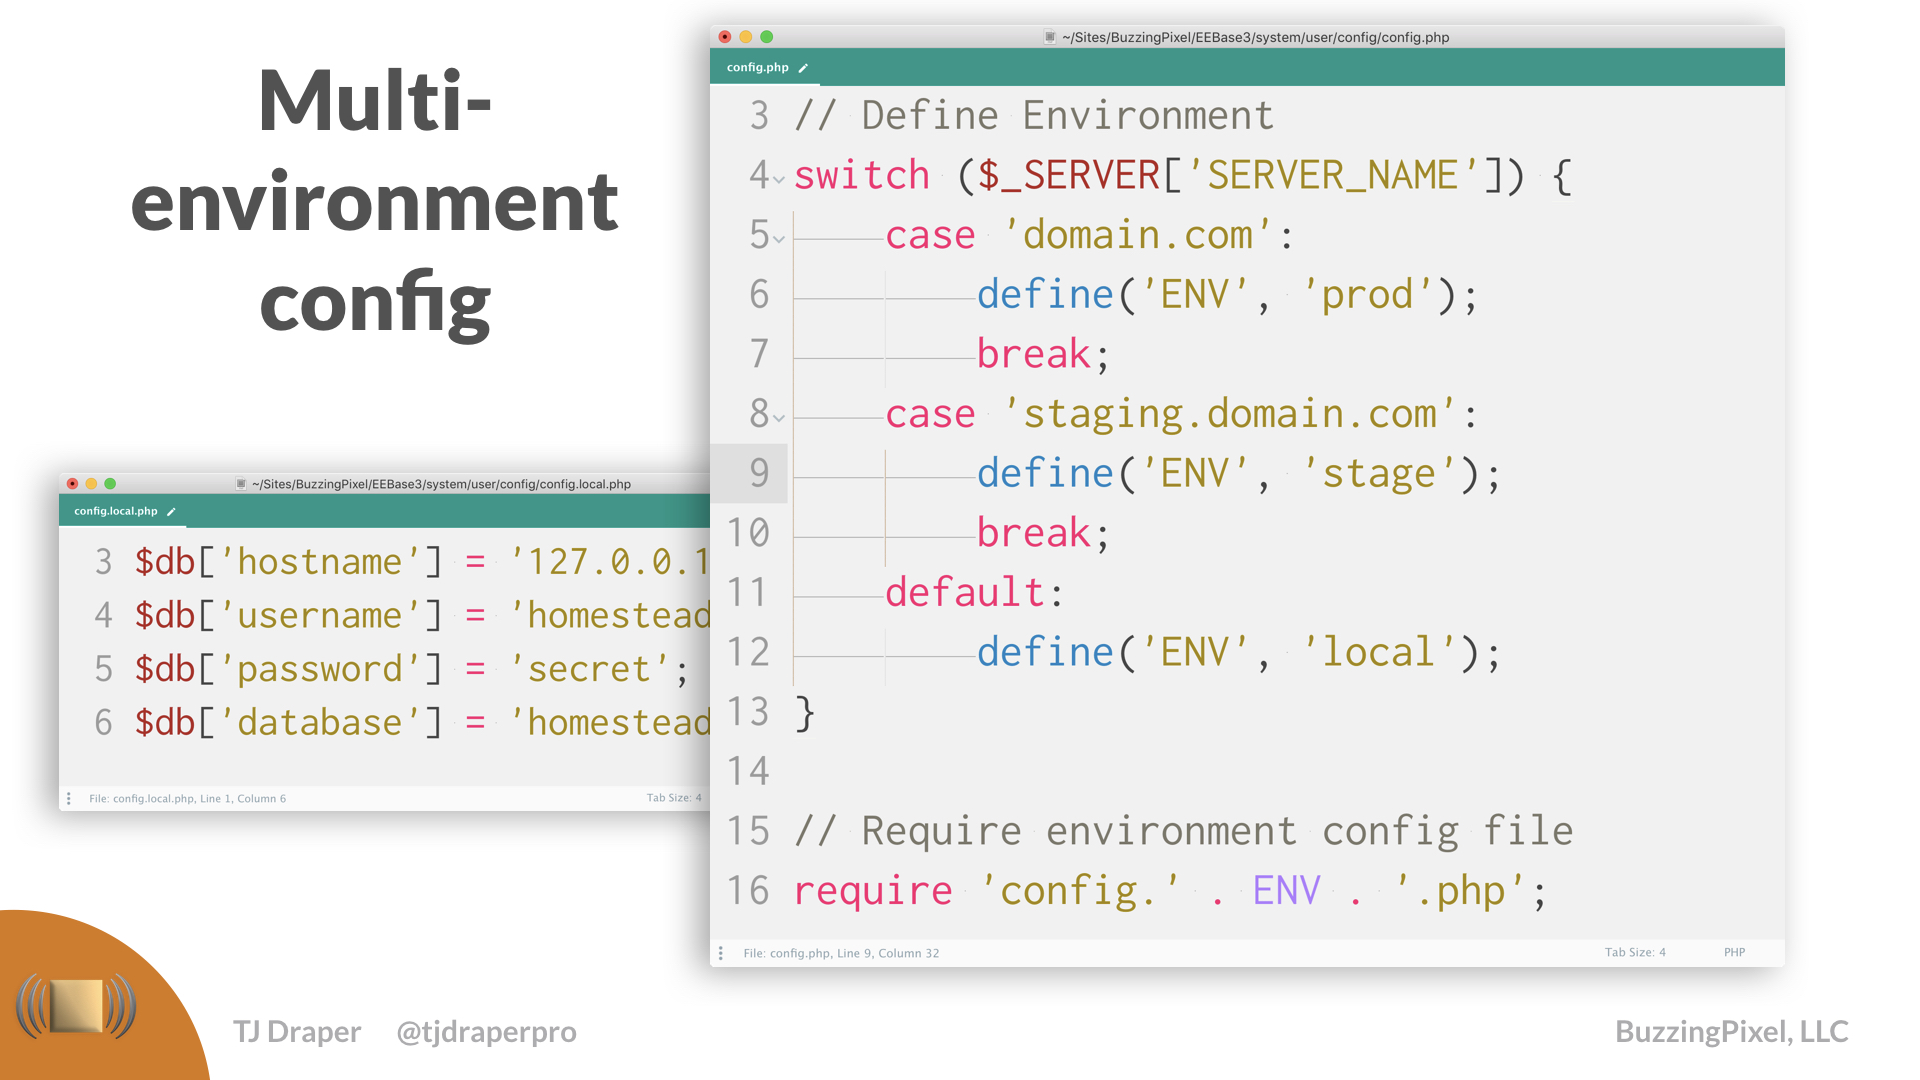 Multi-
environment
config
~/Sites/BuzzingPixel/EEBase3/system/user/config/config.local.php
config.local.php
3 $db['hostname'] = '127.0.0.1
4 $db['username'] = 'homestead
5 $db['password'] = 'secret';
6 $db['database'] = 'homestead
File: config.local.php, Line 1, Column 6 Tab Size: 4
~/Sites/BuzzingPixel/EEBase3/system/user/config/config.php
config.php
3 // Define Environment
4 switch ($_SERVER['SERVER_NAME']) {
5 case 'domain.com':
6 define('ENV', 'prod');
7 break;
8 case 'staging.domain.com':
9 define('ENV', 'stage');
10 break;
11 default:
12 define('ENV', 'local');
13 }
14
15 // Require environment config file
16 require 'config.' . ENV . '.php';
File: config.php, Line 9, Column 32 Tab Size: 4 PHP
TJ Draper @tjdraperpro BuzzingPixel, LLC